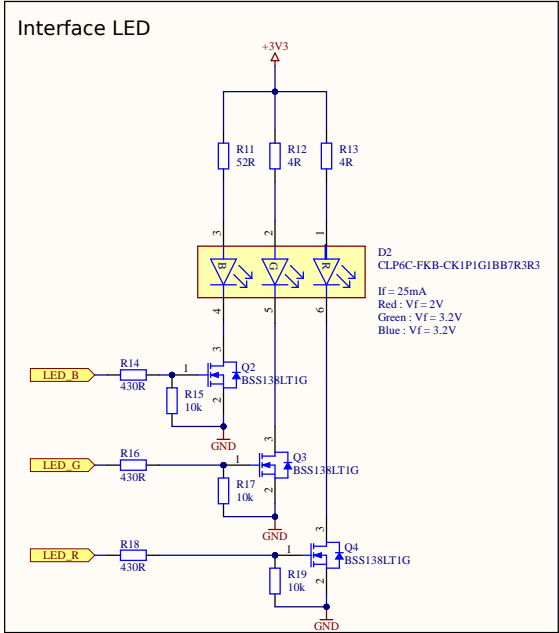 Interface LED
+3V3
R11
52R
R12
4R
R13
4R
3
2
1
B
G
R
D2
CLP6C-FKB-CK1P1G1BB7R3R3
If = 25mA
Red : Vf = 2V
Green : Vf = 3.2V
Blue : Vf = 3.2V
4
5
6
LED_B
R14
430R
1
3
Q2
BSS138LT1G
2
R15
10k
GND
LED_G
R16
430R
1
3
Q3
BSS138LT1G
2
R17
10k
GND
LED_R
R18
430R
1
3
Q4
BSS138LT1G
2
R19
10k
GND